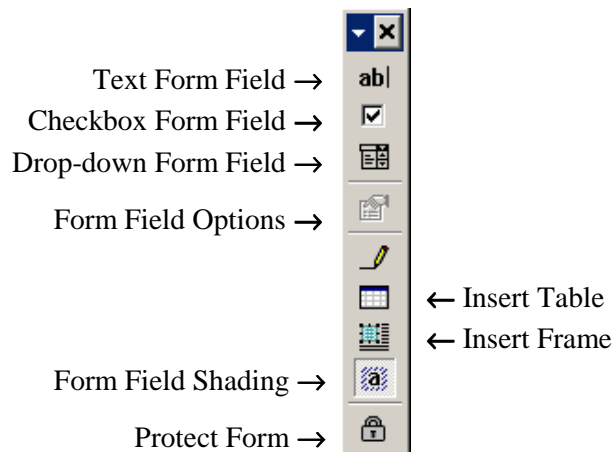 ab|
Text Form Field →
Checkbox Form Field →
Drop-down Form Field →
Form Field Options →
← Insert Table
← Insert Frame
a
Form Field Shading →
Protect Form →